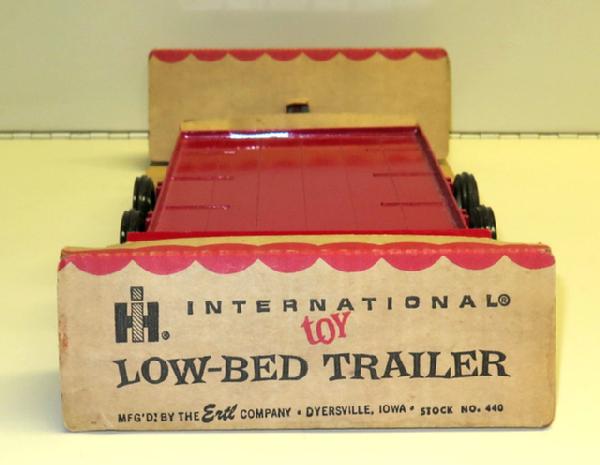 IH® INTERNATIONAL®
toy
LOW-BED TRAILER
MFG'D. BY THE Ertl COMPANY • DYERSVILLE, IOWA • STOCK NO. 440